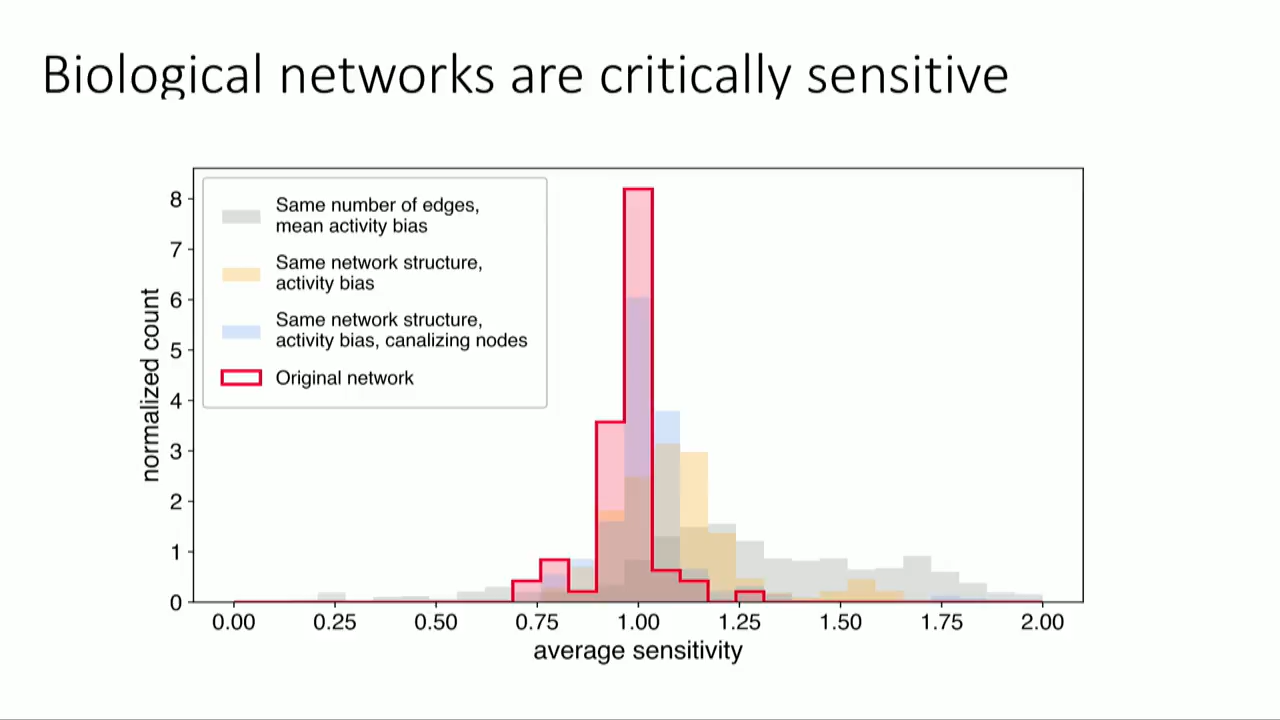 Biological networks are critically sensitive
Same number of edges,
mean activity bias
Same network structure,
activity bias
Same network structure,
activity bias, canalizing nodes
Original network
normalized count
8
7
6
5
4
3
2
1
0
0.00 0.25 0.50 0.75 1.00 1.25 1.50 1.75 2.00
average sensitivity